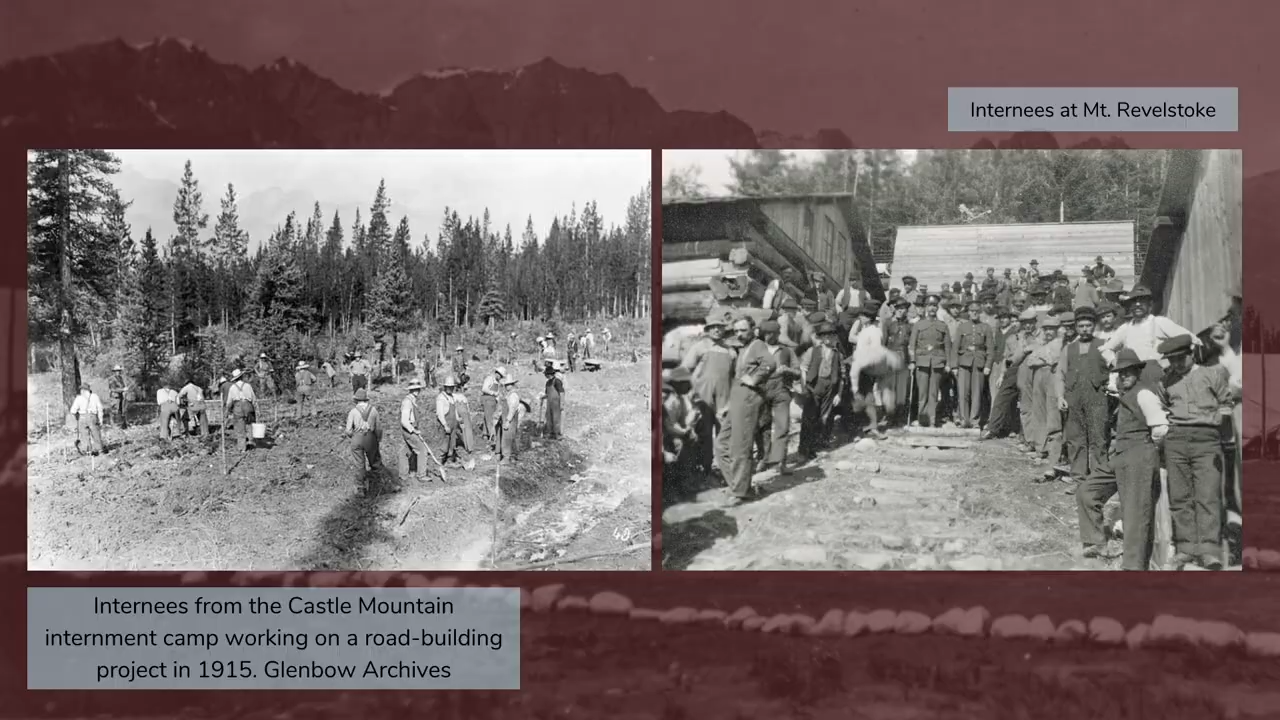 Internees at Mt. Revelstoke
40
Internees from the Castle Mountain
internment camp working on a road-building
project in 1915. Glenbow Archives